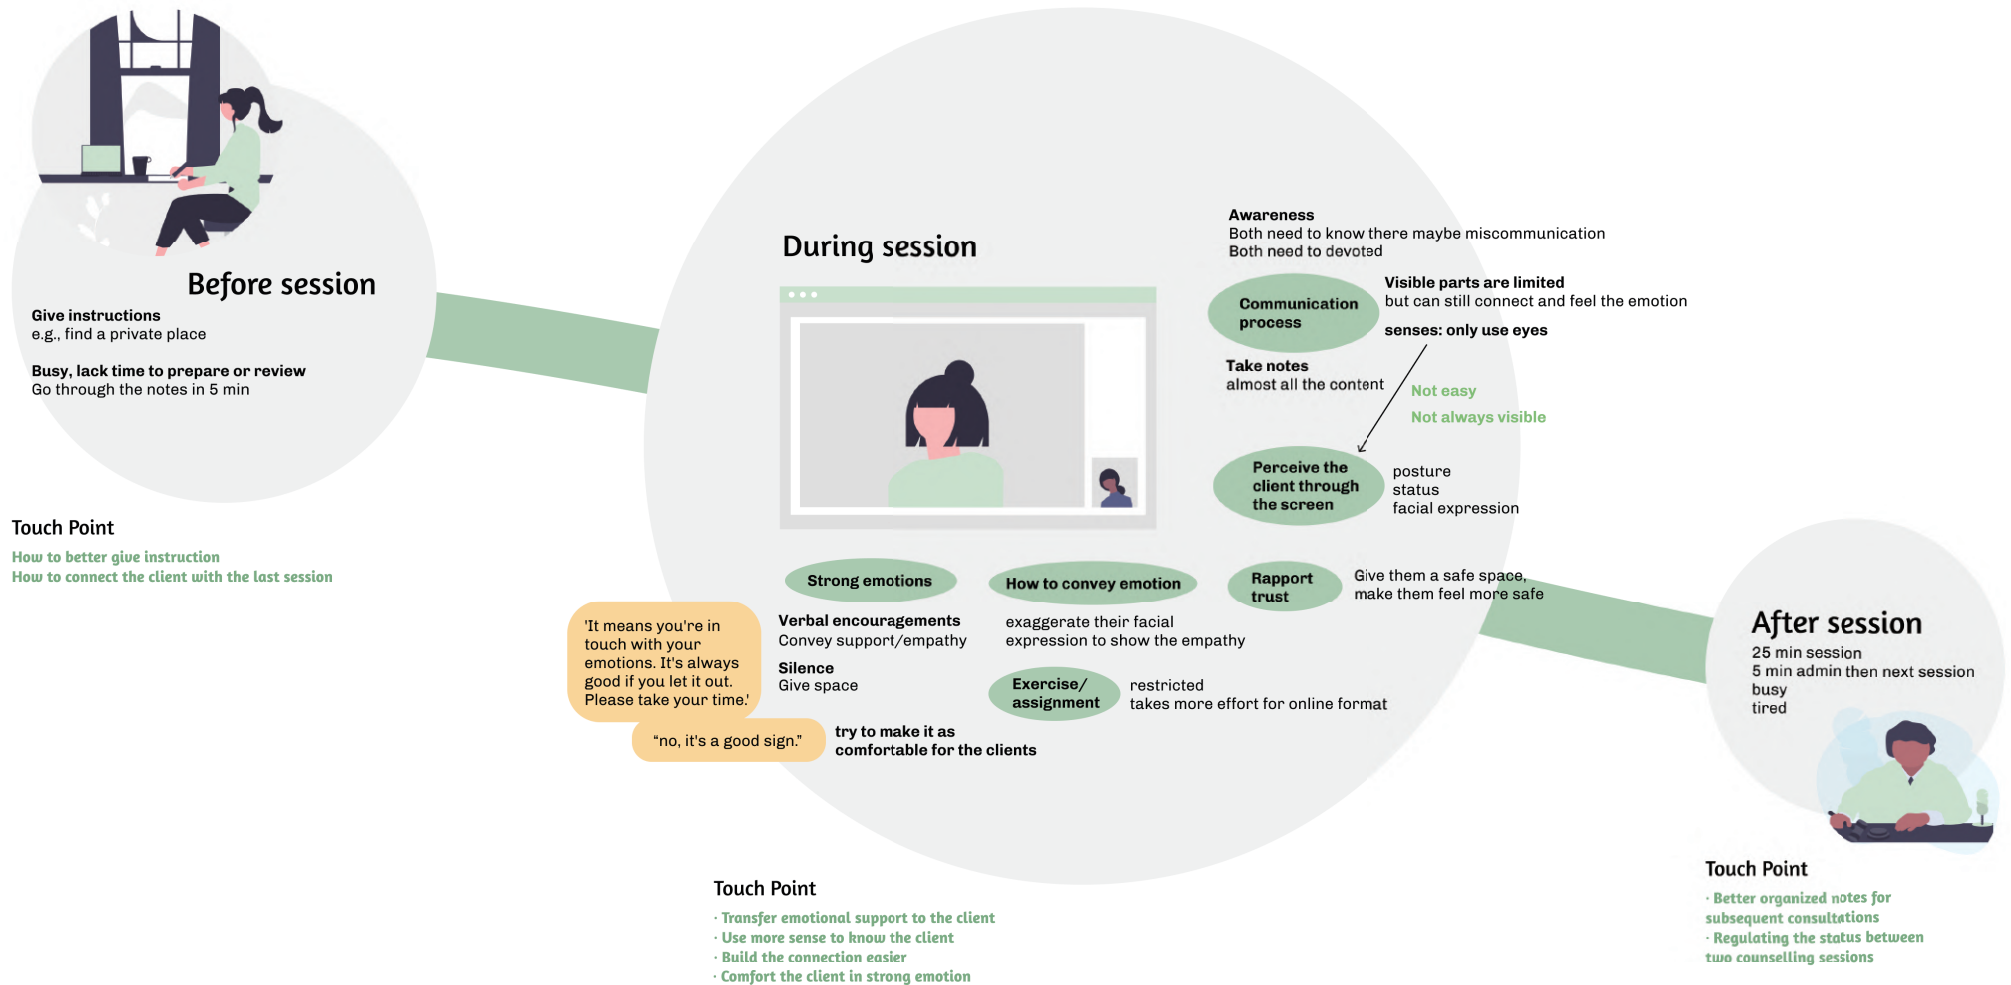 Before session
Give instructions
e.g., find a private place
Busy, lack time to prepare or review
Go through the notes in 5 min
Touch Point
How to better give instruction
How to connect the client with the last session
During session
Awareness
Both need to know there maybe miscommunication
Both need to devoted
Communication
process
Visible parts are limited
but can still connect and feel the emotion
senses: only use eyes
Take notes
almost all the content
Not easy
Not always visible
Perceive the
client through
the screen
posture
status
facial expression
Strong emotions
Verbal encouragements
Convey support/empathy
Silence
Give space
'It means you're in
touch with your
emotions. It's always
good if you let it out.
Please take your time.'
“no, it's a good sign.”
try to make it as
comfortable for the clients
How to convey emotion
exaggerate their facial
expression to show the empathy
Exercise/
assignment
restricted
takes more effort for online format
Rapport
trust
Give them a safe space,
make them feel more safe
Touch Point
· Transfer emotional support to the client
· Use more sense to know the client
· Build the connection easier
· Comfort the client in strong emotion
After session
25 min session
5 min admin then next session
busy
tired
Touch Point
· Better organized notes for
subsequent consultations
· Regulating the status between
two counselling sessions